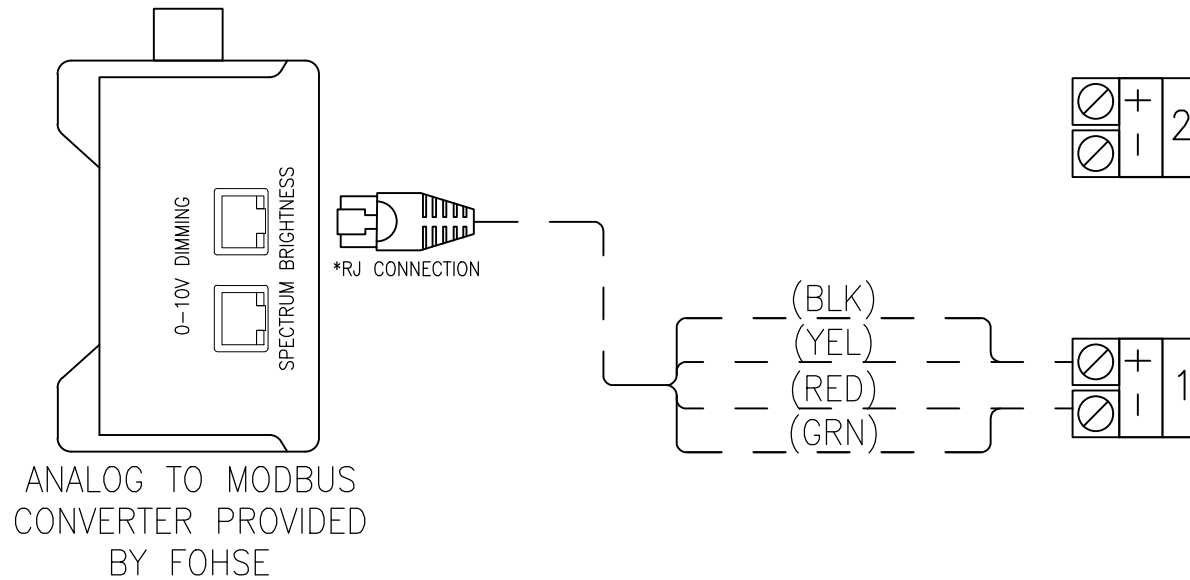 0-10V DIMMING
SPECTRUM BRIGHTNESS
*RJ CONNECTION
(BLK)
(YEL)
(RED)
(GRN)
+
-
2
+
-
1
ANALOG TO MODBUS
CONVERTER PROVIDED
BY FOHSE